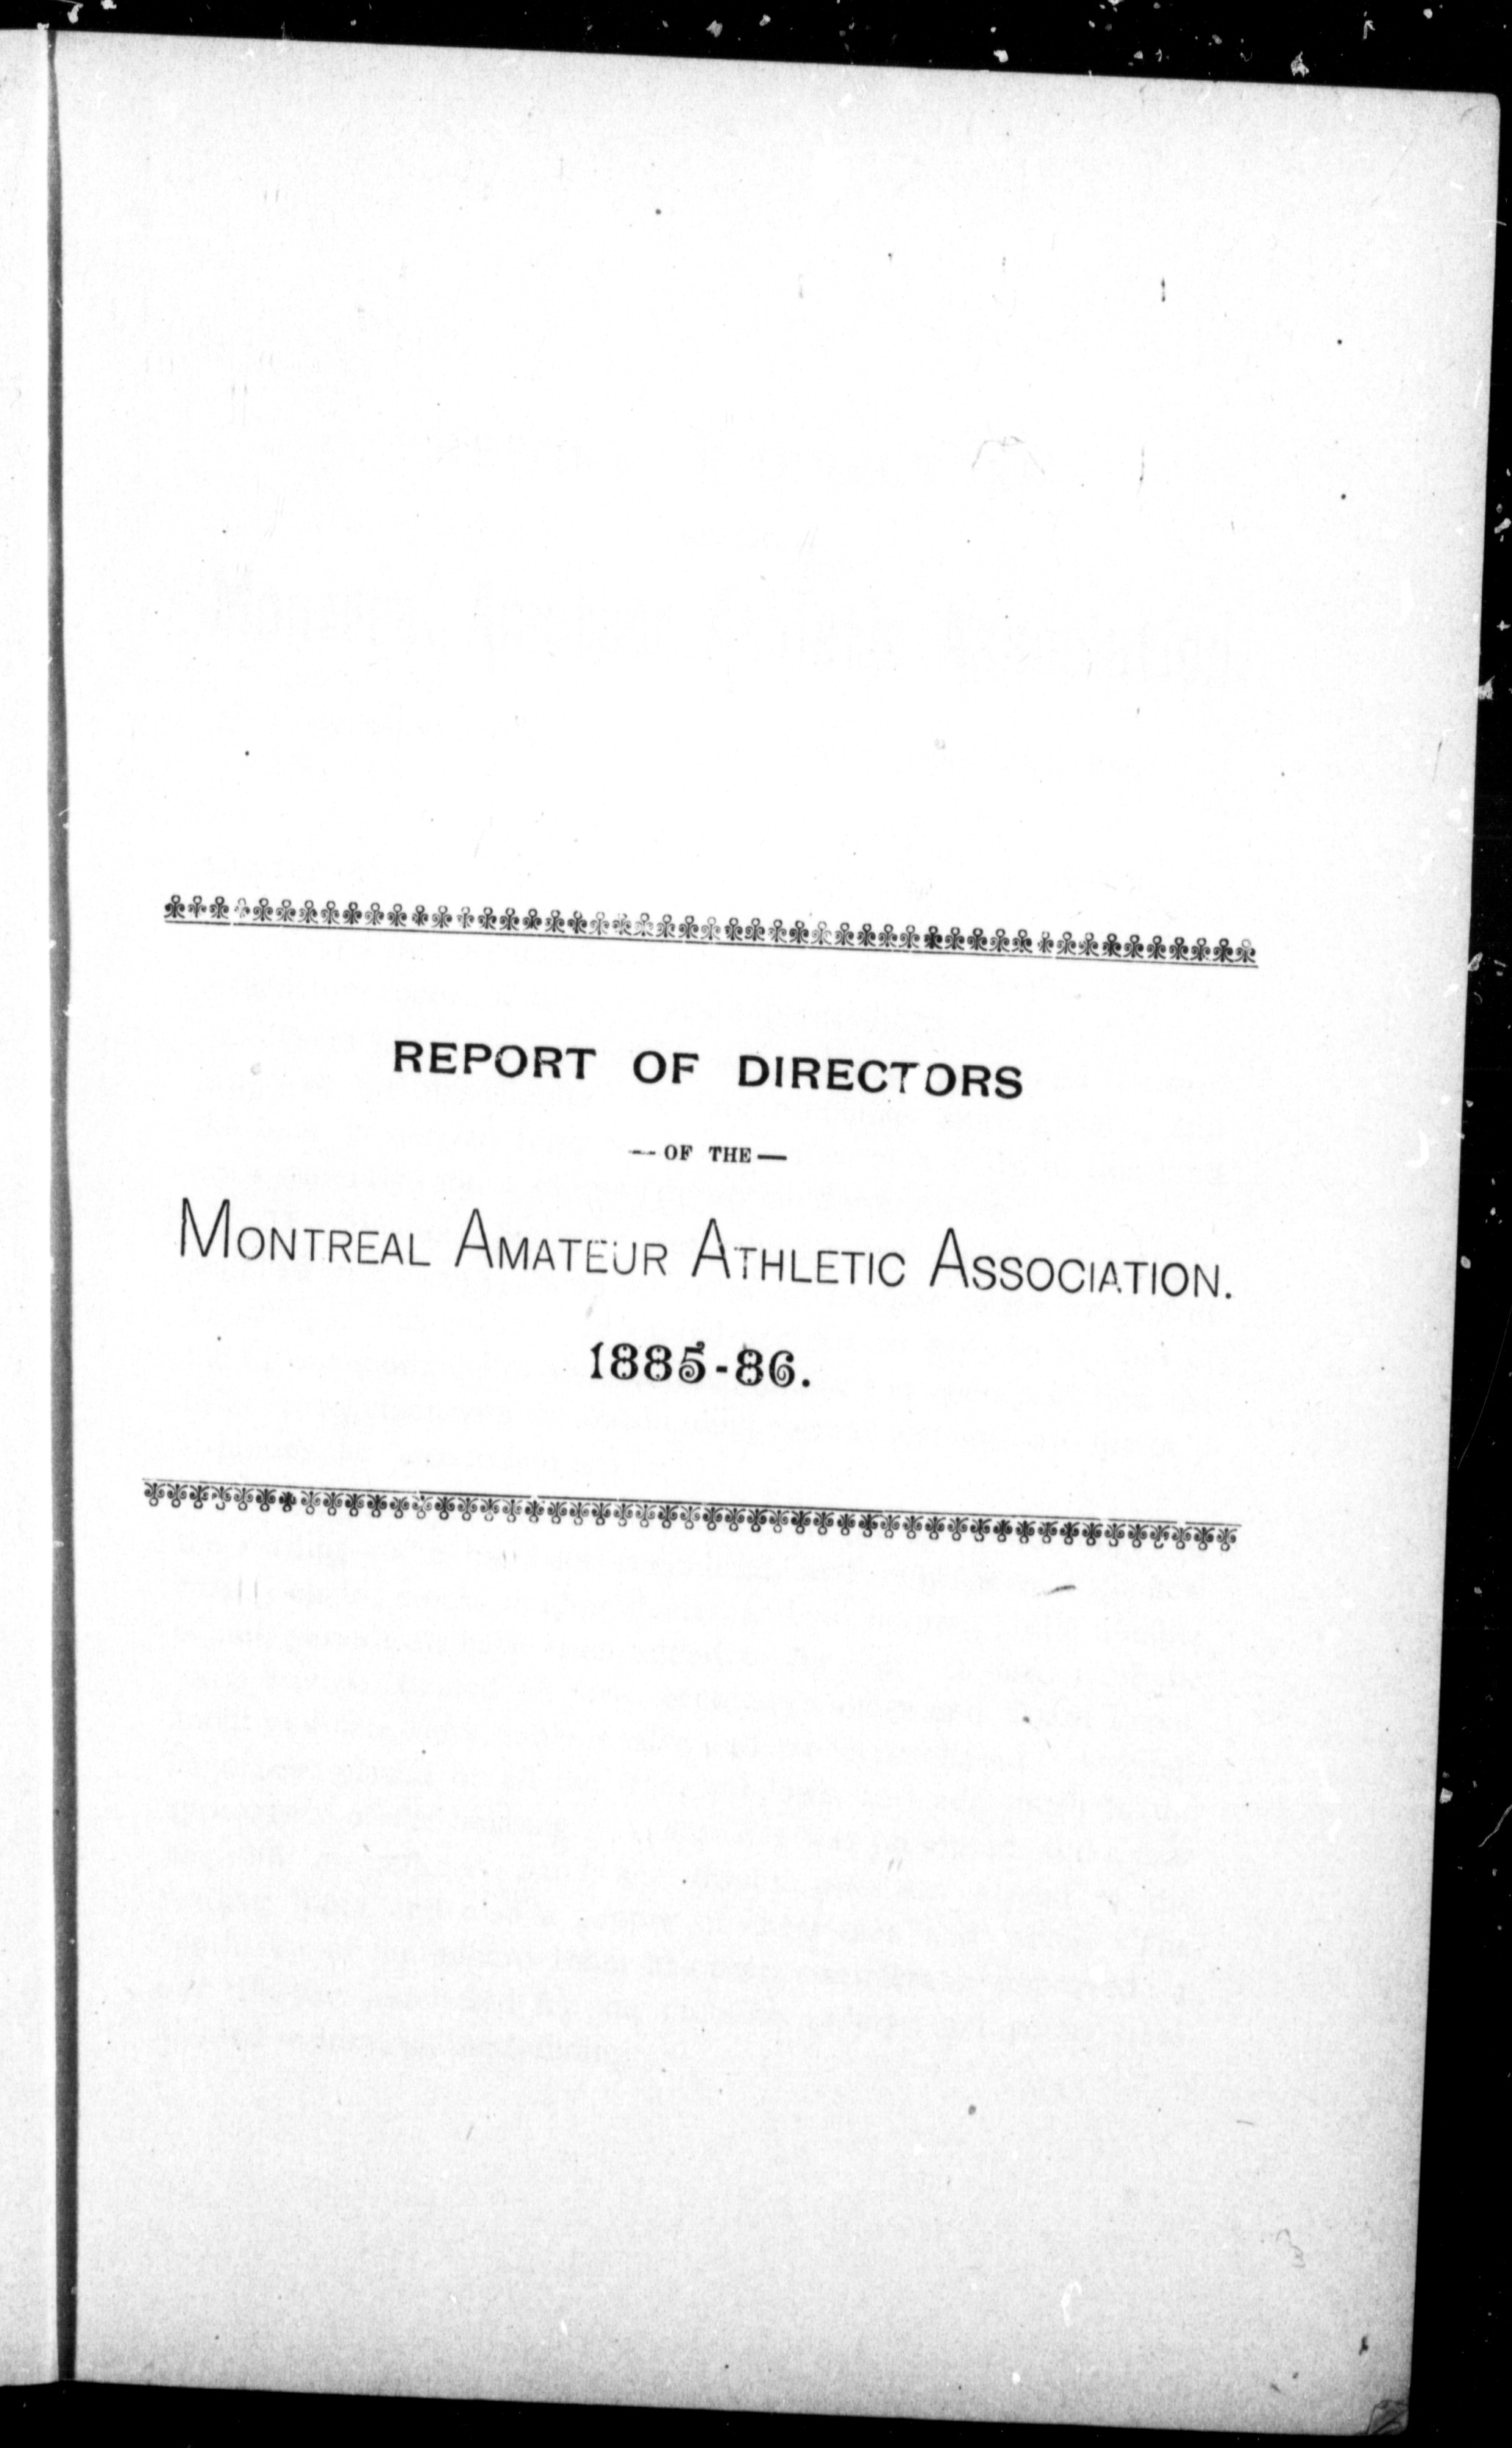 REPORT OF DIRECTORS
— OF THE —
MONTREAL AMATEUR ATHLETIC ASSOCIATION.
1885-86.